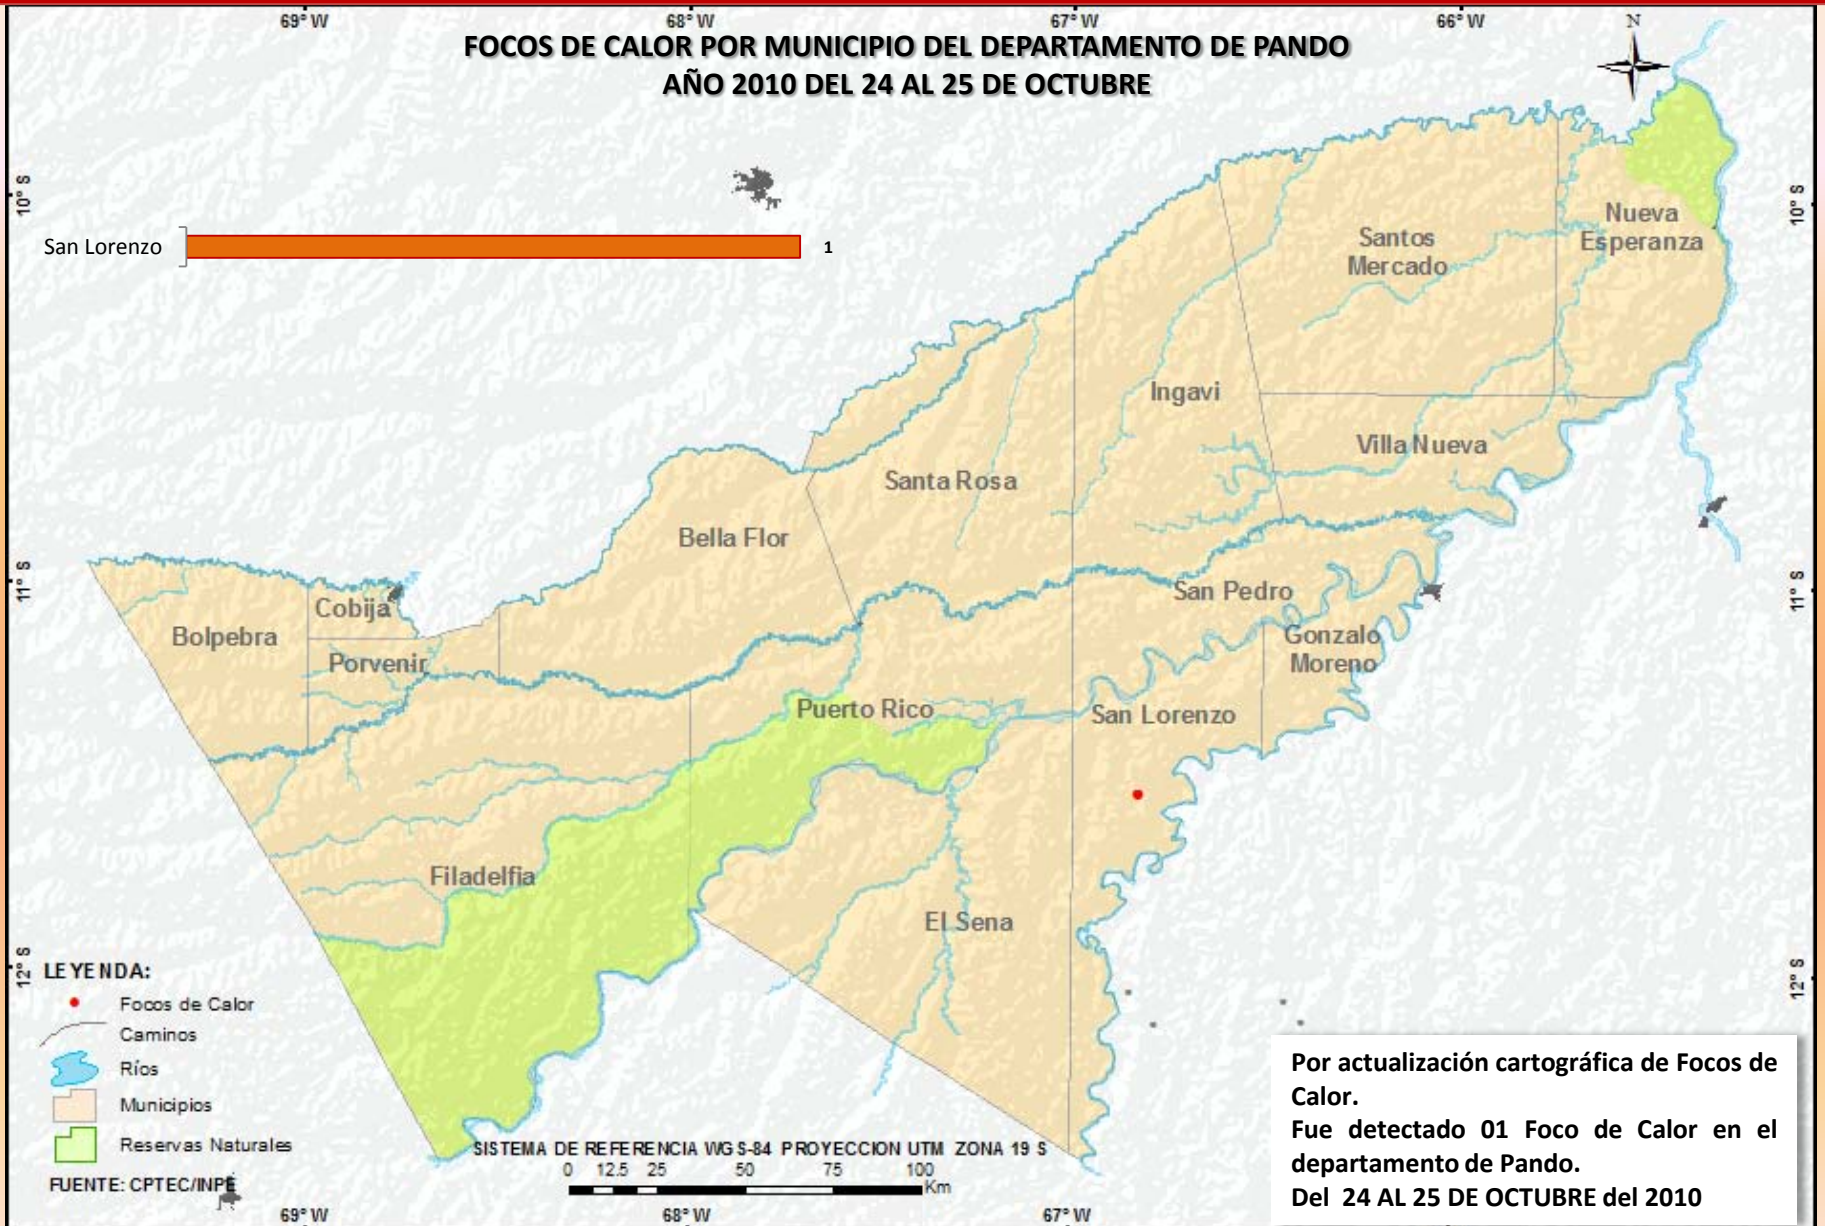 69° W 68° W 67° W 66° W
N
FOCOS DE CALOR POR MUNICIPIO DEL DEPARTAMENTO DE PANDO
AÑO 2010 DEL 24 AL 25 DE OCTUBRE
10° S 10° S
San Lorenzo 1
Nueva
Esperanza
Santos
Mercado
Ingavi
Villa Nueva
Santa Rosa
Bella Flor
11° S 11° S
San Pedro
Cobija
Bolpebra
Gonzalo
Moreno
Porvenir
Puerto Rico
San Lorenzo
Filadelfia
El Sena
12° S 12° S
LEYENDA:
Focos de Calor
Caminos
Ríos
Municipios
Reservas Naturales
FUENTE: CPTEC/INPE
SISTEMA DE REFERENCIA WGS-84 PROYECCION UTM ZONA 19 S
0 12.5 25 50 75 100
Km
Por actualización cartográfica de Focos de
Calor.
Fue detectado 01 Foco de Calor en el
departamento de Pando.
Del 24 AL 25 DE OCTUBRE del 2010
69° W 68° W 67° W